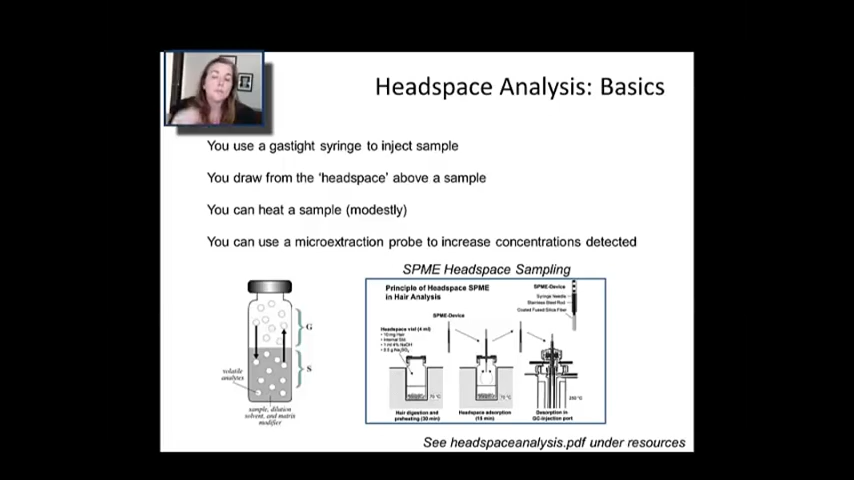 Headspace Analysis: Basics
You use a gastight syringe to inject sample
You draw from the ‘headspace’ above a sample
You can heat a sample (modestly)
You can use a microextraction probe to increase concentrations detected
SPME Headspace Sampling
G
S
volatile
analytes
sample, dilution
solvent, and matrix
modifier
Principle of Headspace SPME
in Hair Analysis
SPME-Device
Syringe Needle
Stainless Steel Rod
Coated Fused Silica Fiber
SPME-Device
Headspace vial (4 ml)
• 10 mg Hair
• Internal Std.
• 1 ml 4% NaOH
70 °C
70 °C
250 °C
Hair digestion and
preheating (30 min)
Headspace adsorption
(15 min)
Desorption in
GC-injection port
See headspaceanalysis.pdf under resources